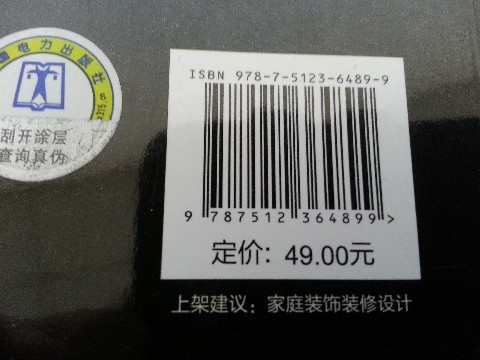 国电力出版社
刮开涂层
查询真伪
ISBN 978-7-5123-6489-9
9 787512 364899 >
定价：49.00元
上架建议：家庭装饰装修设计